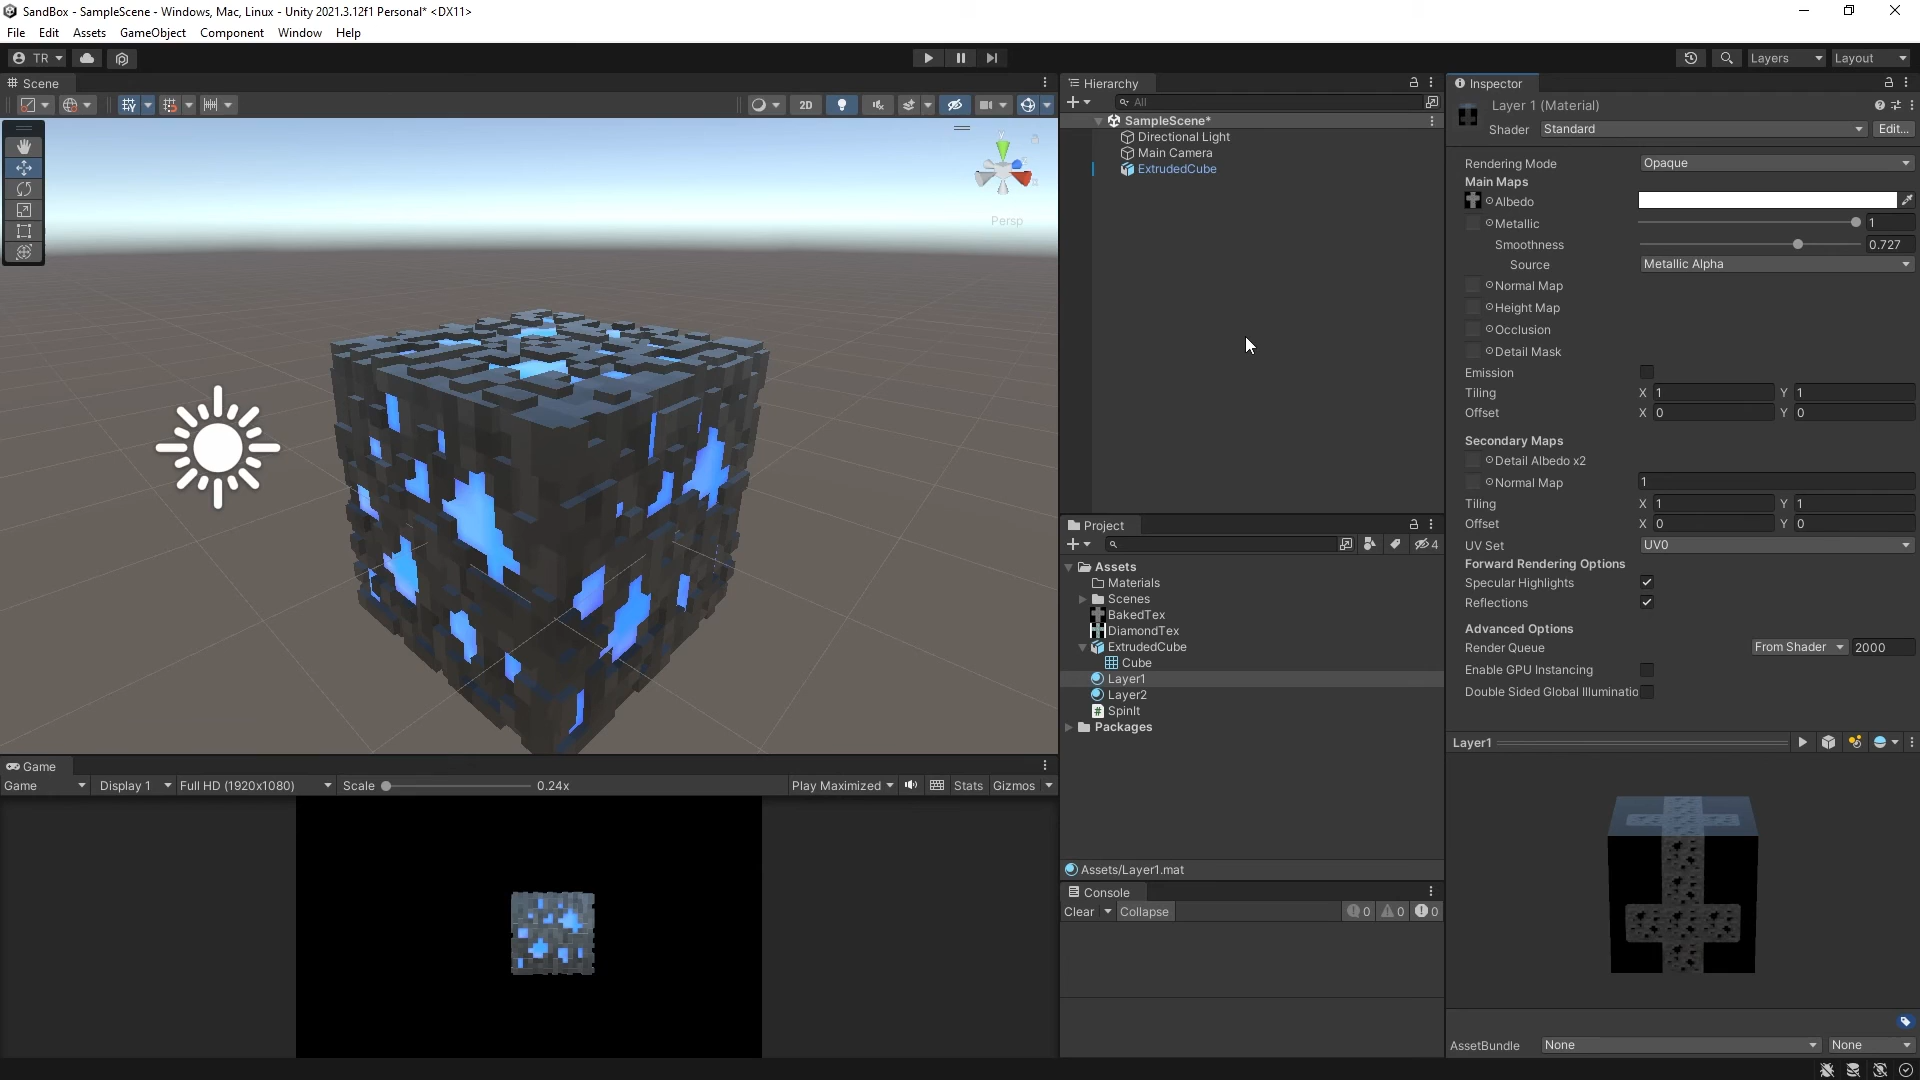 SandBox - SampleScene - Windows, Mac, Linux - Unity 2021.3.12f1 Personal* <DX11>
File Edit Assets GameObject Component Window Help
TR Layers Layout
Scene
2D
y
Persp
Hierarchy
All
SampleScene*
Directional Light
Main Camera
ExtrudedCube
Project
4
Assets
Materials
Scenes
BakedTex
DiamondTex
ExtrudedCube
Cube
Layer1
Layer2
SpinIt
Packages
Assets/Layer1.mat
Console
Clear Collapse 0 0 0
Game
Game Display 1 Full HD (1920x1080) Scale 0.24x Play Maximized Stats Gizmos
Inspector
Layer 1 (Material)
Shader Standard Edit...
Rendering Mode Opaque
Main Maps
Albedo
Metallic 1
Smoothness 0.727
Source Metallic Alpha
Normal Map
Height Map
Occlusion
Detail Mask
Emission
Tiling X 1 Y 1
Offset X 0 Y 0
Secondary Maps
Detail Albedo x2
Normal Map 1
Tiling X 1 Y 1
Offset X 0 Y 0
UV Set UV0
Forward Rendering Options
Specular Highlights
Reflections
Advanced Options
Render Queue From Shader 2000
Enable GPU Instancing
Double Sided Global Illuminatio
Layer1
AssetBundle None None